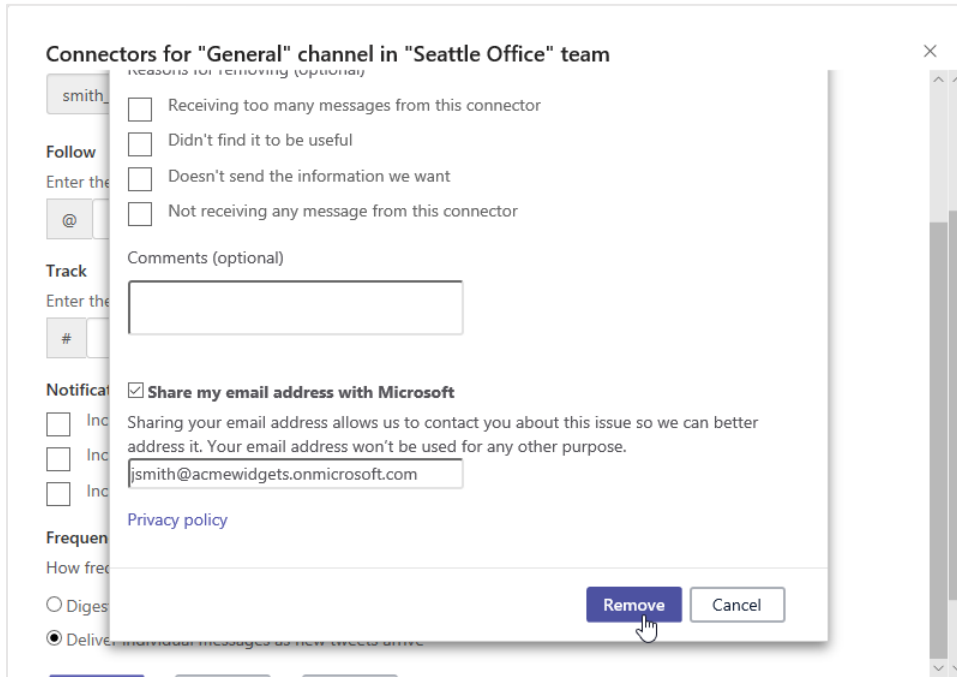 Connectors for "General" channel in "Seattle Office" team
Reasons for removing (optional)
smith_
Receiving too many messages from this connector
Didn't find it to be useful
Follow
Enter the
Doesn't send the information we want
@
Not receiving any message from this connector
Comments (optional)
Track
Enter the
#
Notificat
Share my email address with Microsoft
Inc
Sharing your email address allows us to contact you about this issue so we can better
address it. Your email address won't be used for any other purpose.
Inc
jsmith@acmewidgets.onmicrosoft.com
Inc
Privacy policy
Frequen
How freq
Remove
Cancel
Diges
Deliver individual messages as new tweets arrive